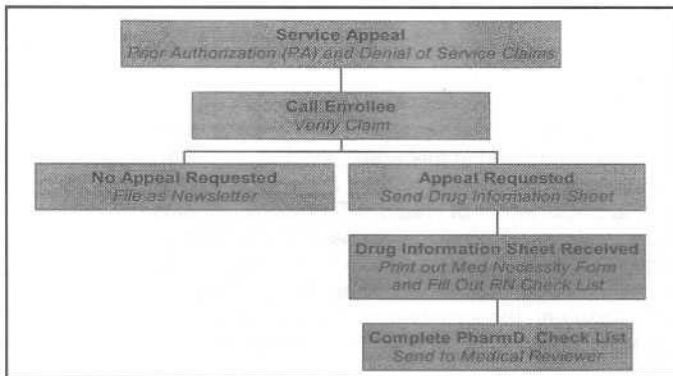 Service Appeal
Prior Authorization (PA) and Denial of Service Claims
Call Enrollee
Verify Claim
No Appeal Requested
File as Newsletter
Appeal Requested
Send Drug Information Sheet
Drug Information Sheet Received
Print out Med Necessity Form
and Fill Out RN Check List
Complete PharmD. Check List
Send to Medical Reviewer